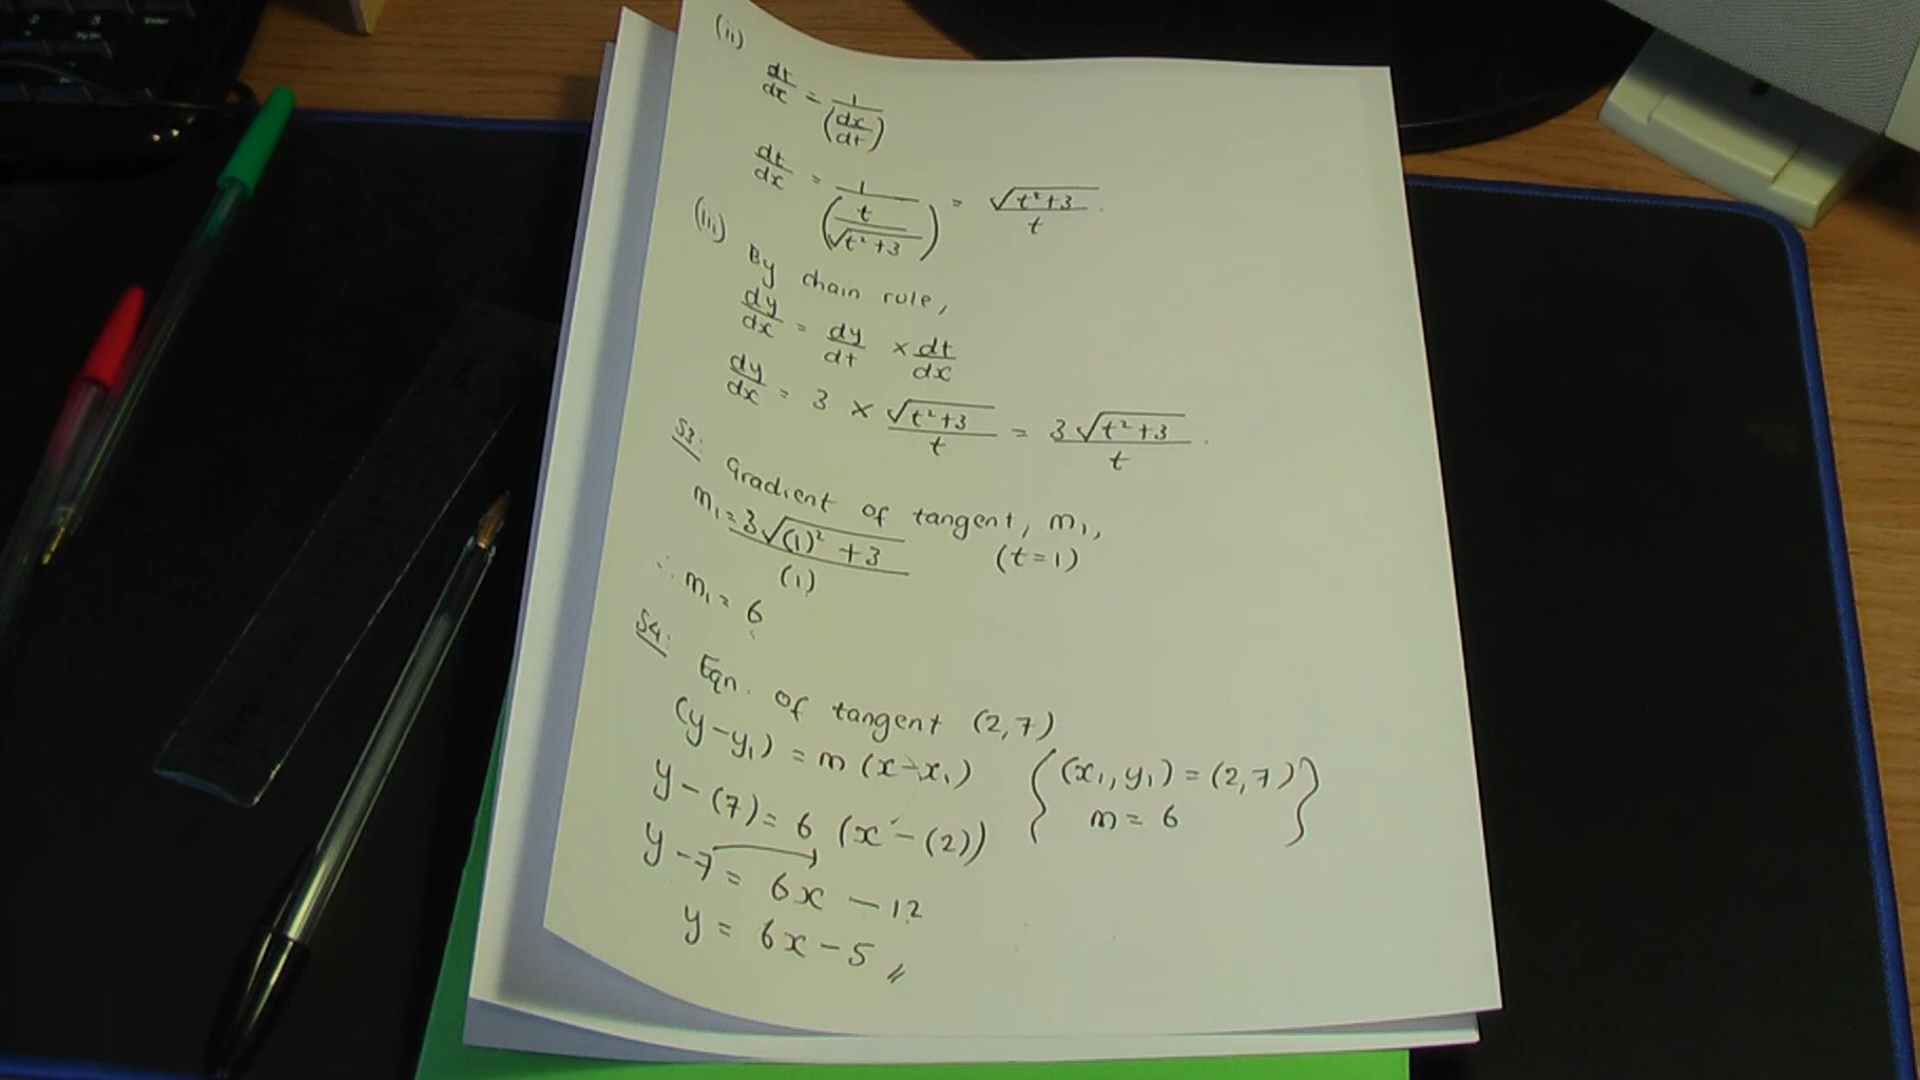 (ii)
dt/dx = 1/(dx/dt)
dt/dx = 1/(t/√(t²+3)) = √(t²+3)/t .
(iii)
By chain rule,
dy/dx = dy/dt × dt/dx
dy/dx = 3 × √(t²+3)/t = 3√(t²+3)/t .
S3: Gradient of tangent, m₁,
m₁ = 3√((1)² + 3)/(1) (t = 1)
∴ m₁ = 6
S4: Eqn. of tangent (2,7)
(y-y₁) = m (x-x₁) {(x₁, y₁) = (2,7)
m = 6}
y - (7) = 6 (x - (2))
y - 7 = 6x - 12
y = 6x - 5 //